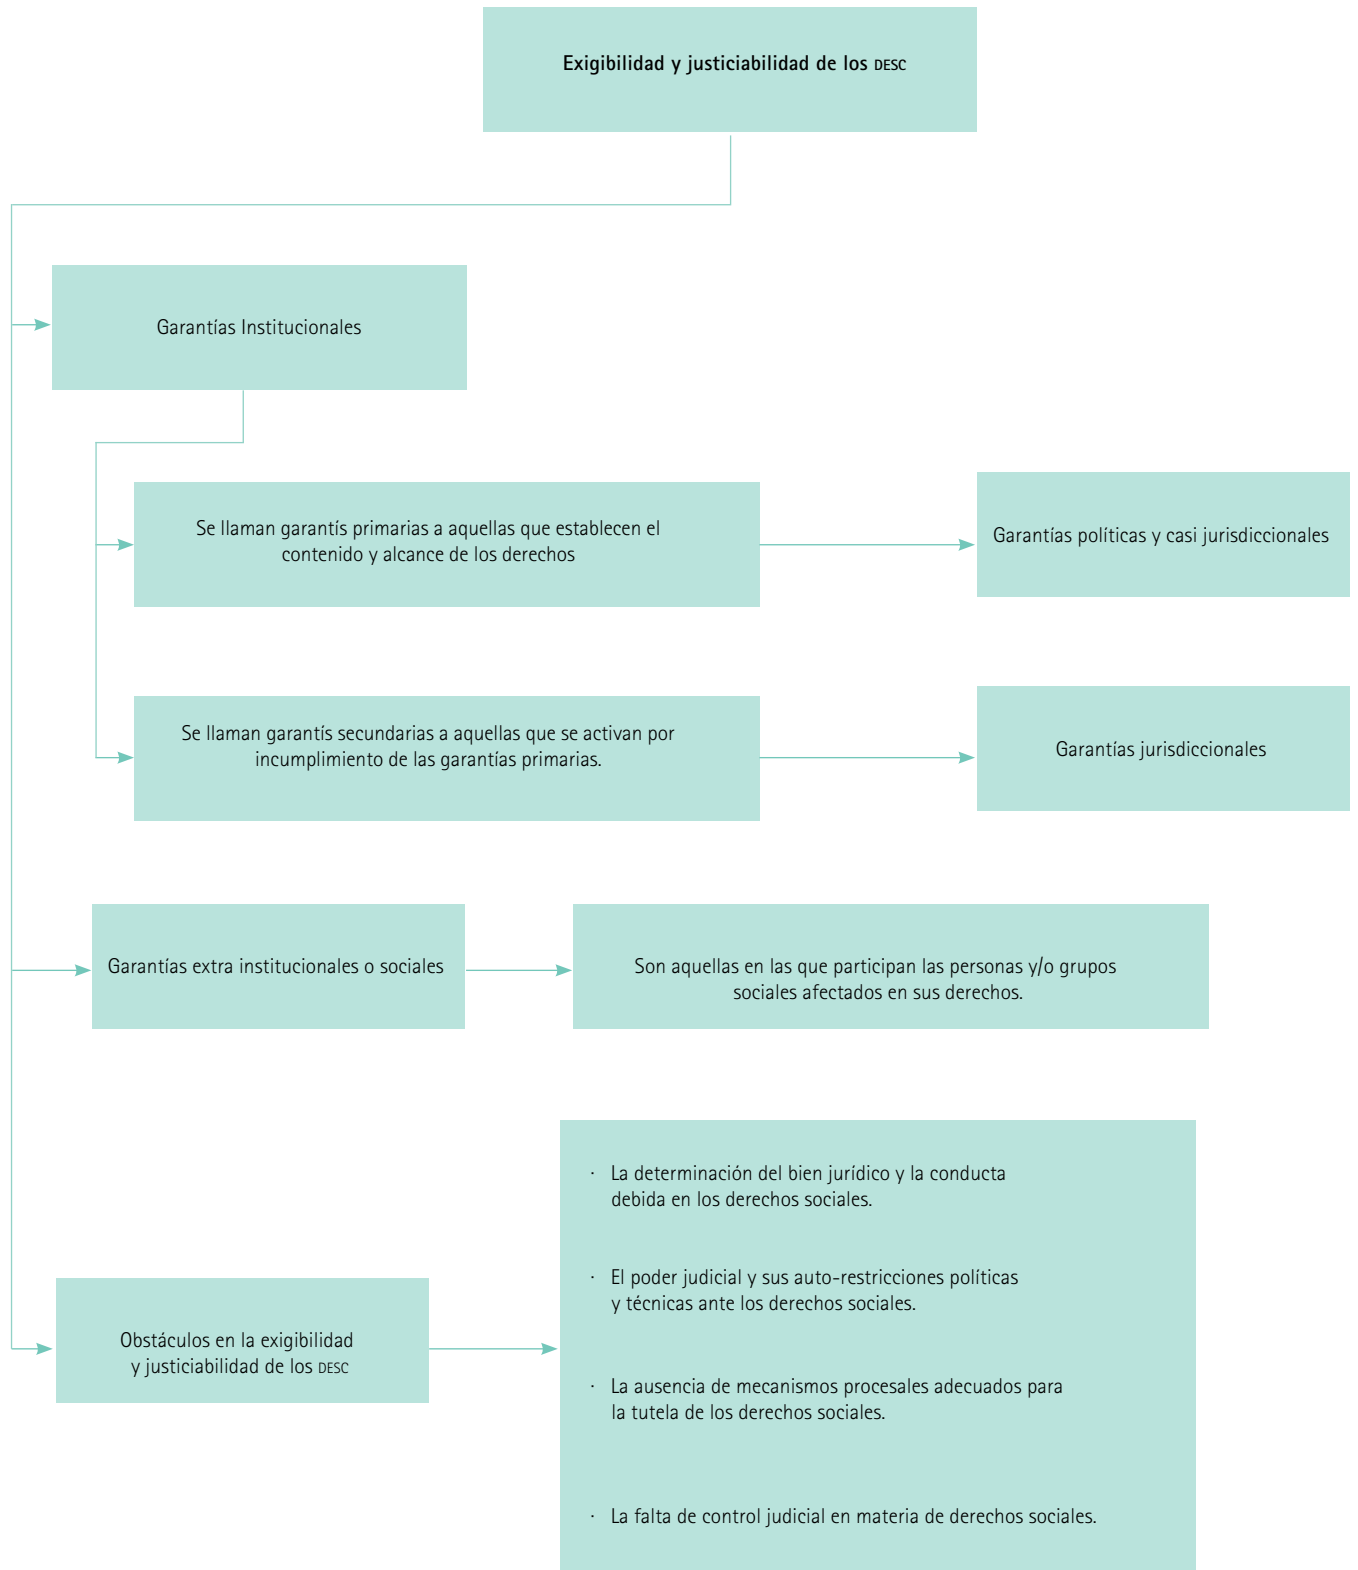 Exigibilidad y justiciabilidad de los DESC
Garantías Institucionales
Se llaman garantís primarias a aquellas que establecen el
contenido y alcance de los derechos
Garantías políticas y casi jurisdiccionales
Se llaman garantís secundarias a aquellas que se activan por
incumplimiento de las garantías primarias.
Garantías jurisdiccionales
Garantías extra institucionales o sociales
Son aquellas en las que participan las personas y/o grupos
sociales afectados en sus derechos.
Obstáculos en la exigibilidad
y justiciabilidad de los DESC
· La determinación del bien jurídico y la conducta
debida en los derechos sociales.
· El poder judicial y sus auto-restricciones políticas
y técnicas ante los derechos sociales.
· La ausencia de mecanismos procesales adecuados para
la tutela de los derechos sociales.
· La falta de control judicial en materia de derechos sociales.